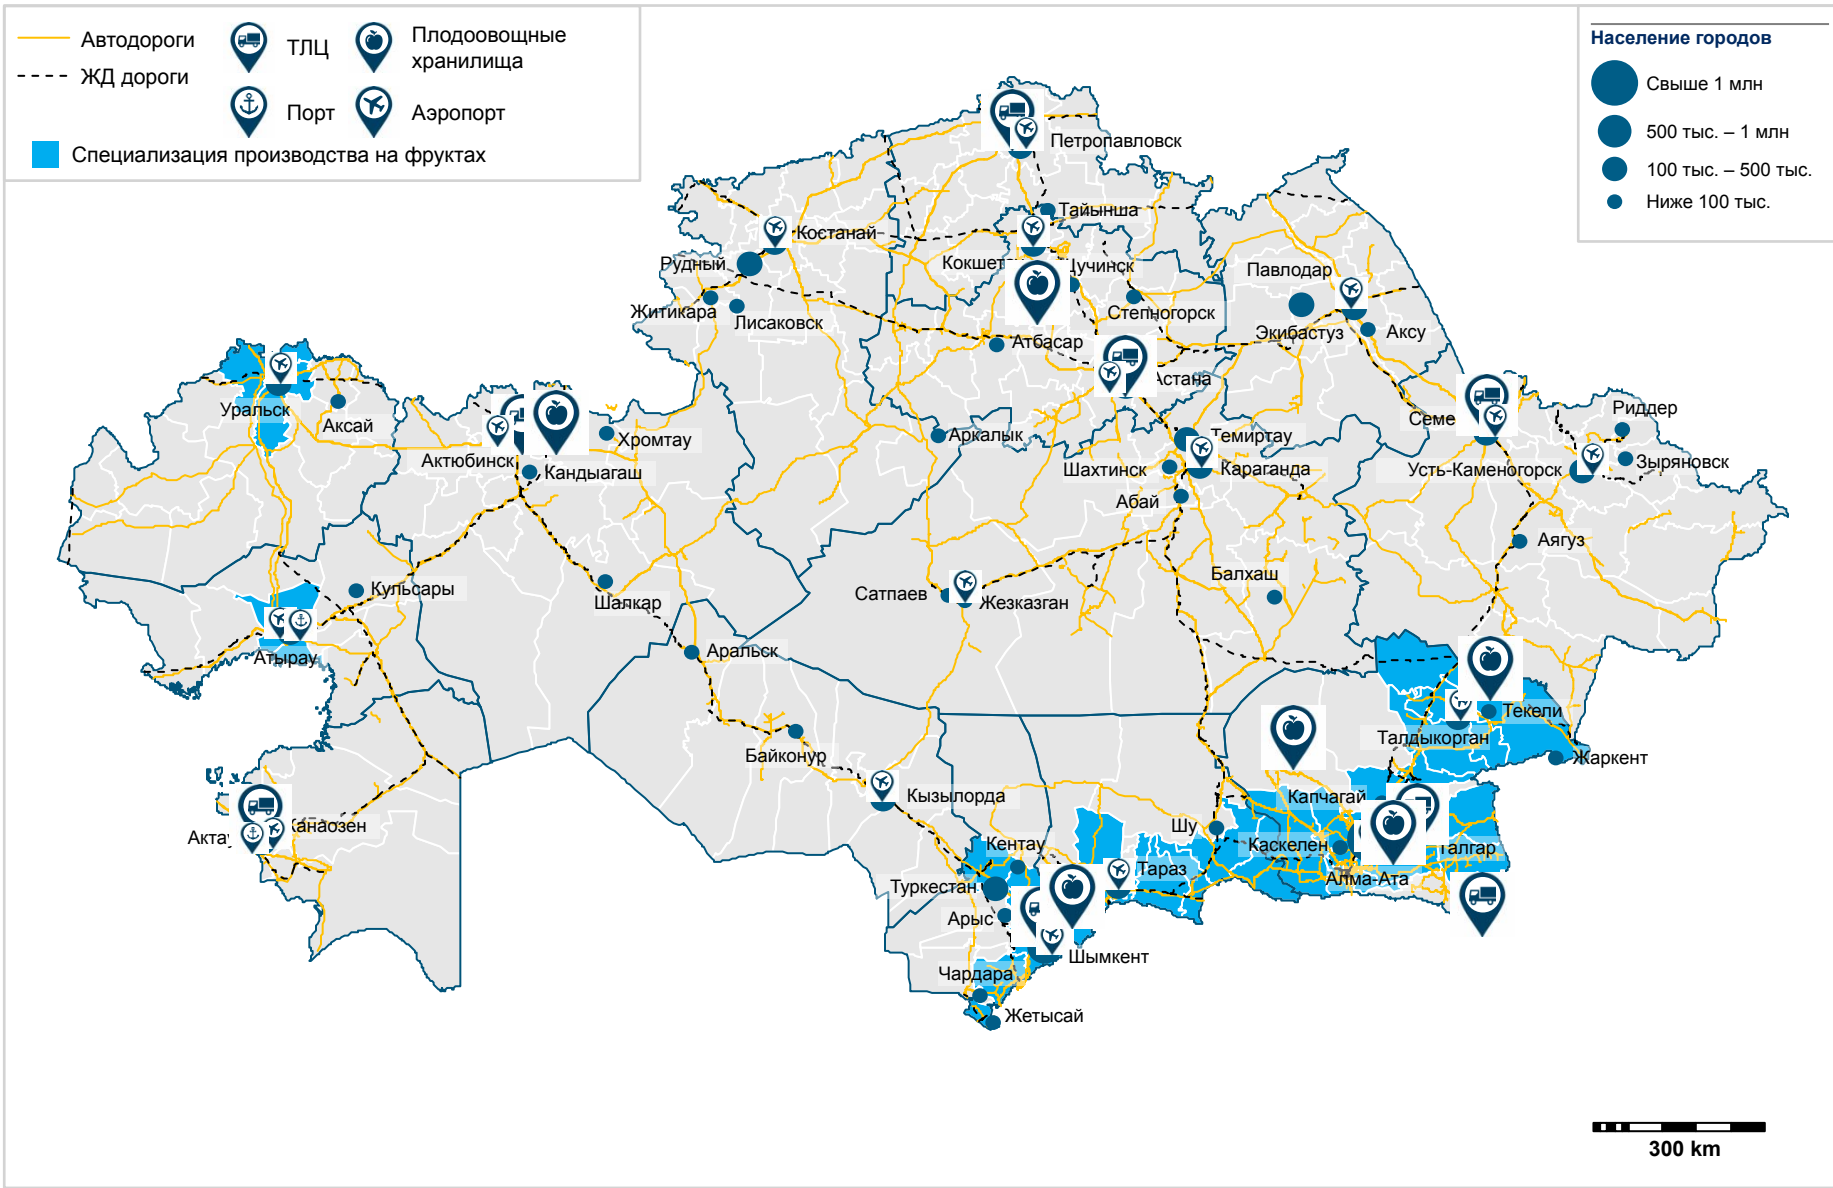 Автодороги
ЖД дороги
ТЛЦ
Плодоовощные
хранилища
Порт
Аэропорт
Специализация производства на фруктах
Население городов
Свыше 1 млн
500 тыс. – 1 млн
100 тыс. – 500 тыс.
Ниже 100 тыс.
Петропавловск
Тайынша
Костанай
Рудный
Кокшет
Щучинск
Павлодар
Житикара
Лисаковск
Степногорск
Экибастуз
Аксу
Атбасар
Астана
Уральск
Аксай
Риддер
Семе
Хромтау
Аркалык
Темиртау
Актюбинск
Кандыагаш
Шахтинск
Караганда
Усть-Каменогорск
Зыряновск
Абай
Аягуз
Кульсары
Шалкар
Сатпаев
Жезказган
Балхаш
Атырау
Аральск
Текели
Талдыкорган
Байконур
Жаркент
Кызылорда
Капчагай
Актау
Жанаозен
Шу
Кентау
Каскелен
Талгар
Тараз
Алма-Ата
Туркестан
Арыс
Шымкент
Чардара
Жетысай
300 km